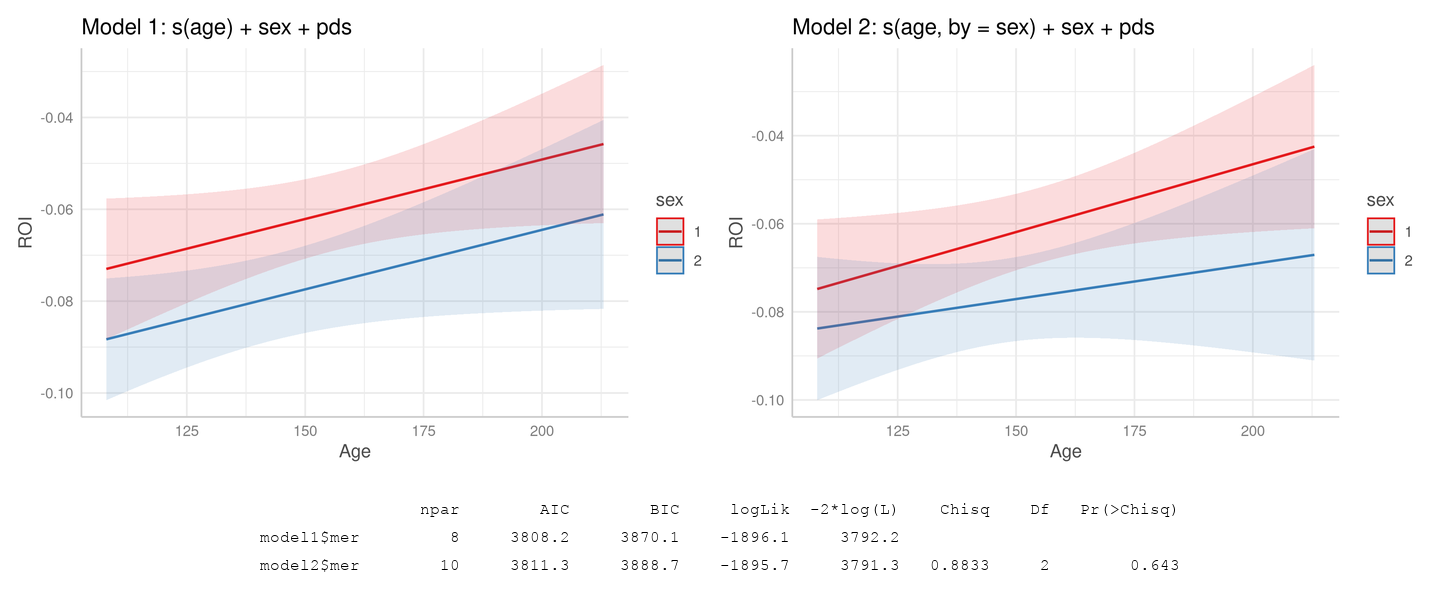 Model 1: s(age) + sex + pds
-0.04
-0.06
-0.08
-0.10
ROI
125 150 175 200
Age
sex
1
2
Model 2: s(age, by = sex) + sex + pds
-0.04
-0.06
-0.08
-0.10
ROI
125 150 175 200
Age
sex
1
2
npar AIC BIC logLik -2*log(L) Chisq Df Pr(>Chisq)
model1$mer 8 3808.2 3870.1 -1896.1 3792.2
model2$mer 10 3811.3 3888.7 -1895.7 3791.3 0.8833 2 0.643